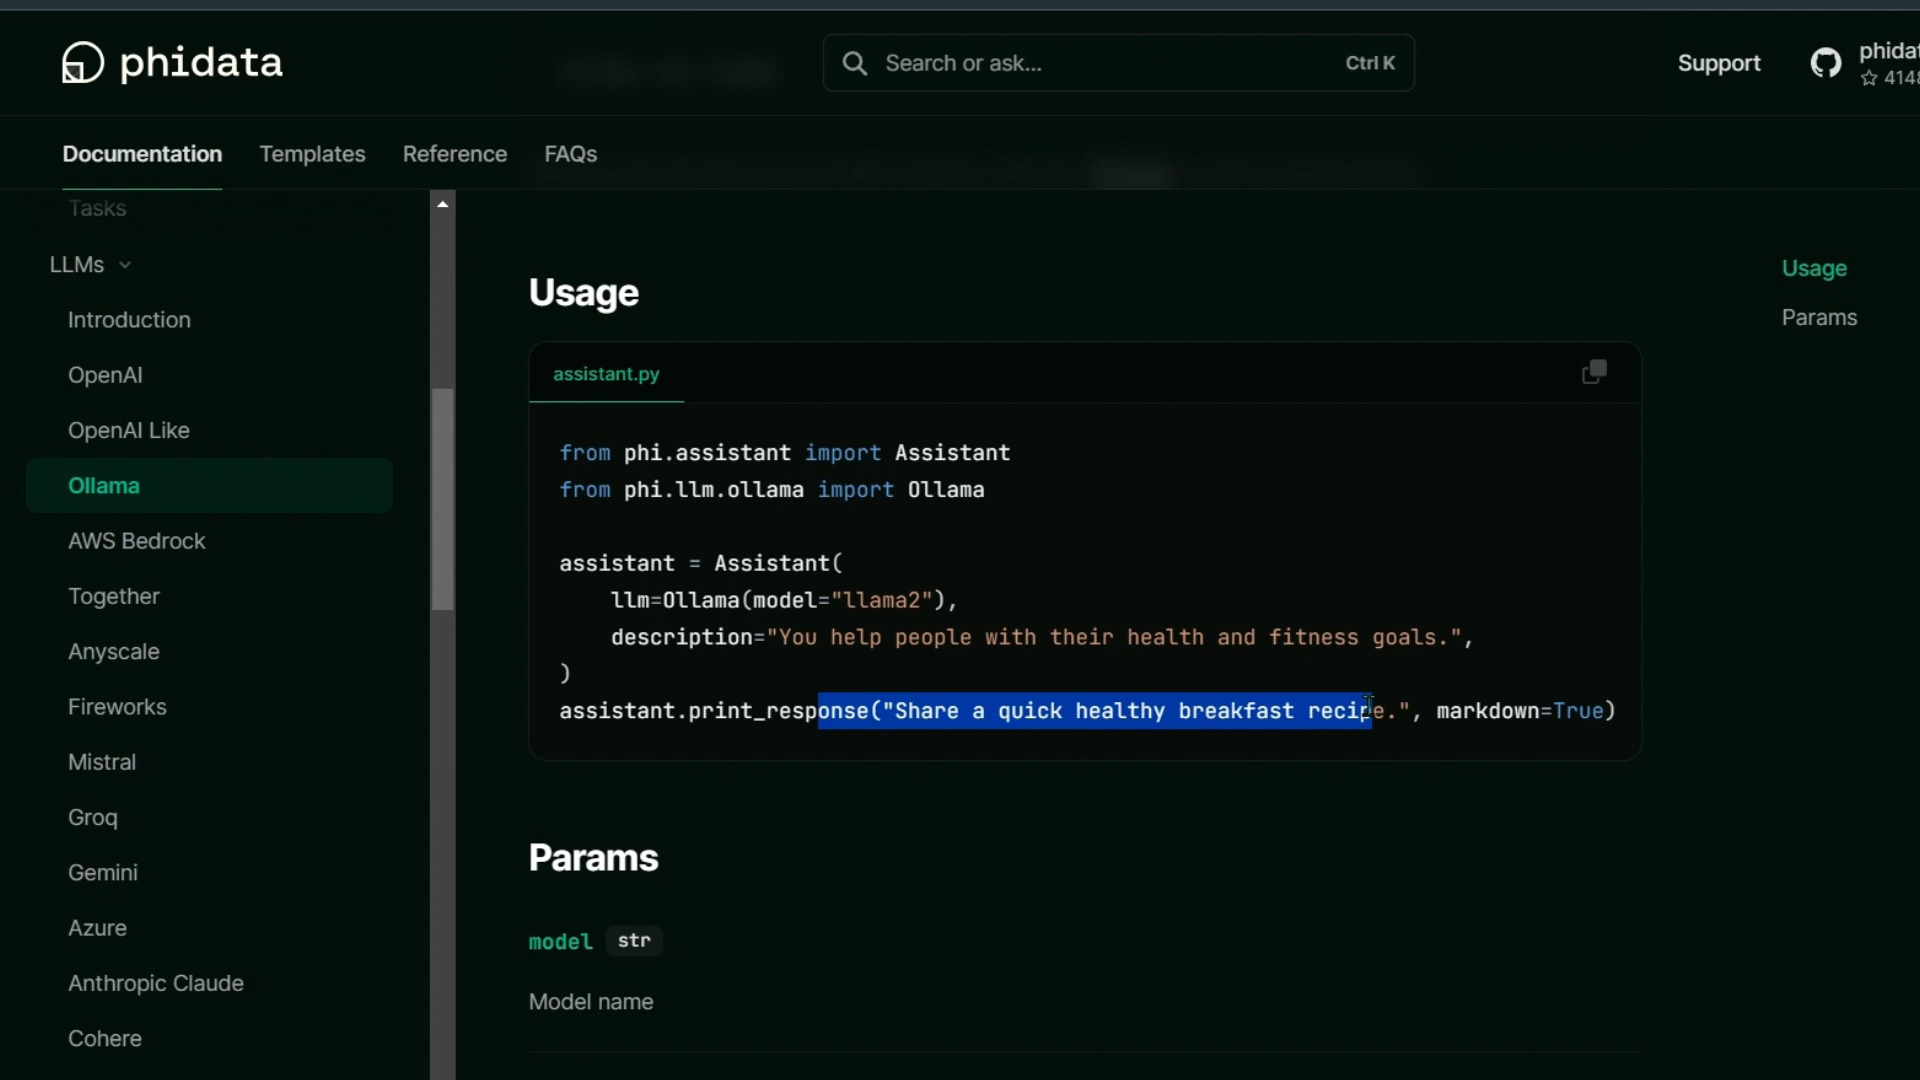 phidata
Search or ask...
Ctrl K
Support
phidat
4148
Documentation
Templates
Reference
FAQs
Tasks
LLMs
Introduction
OpenAI
OpenAI Like
Ollama
AWS Bedrock
Together
Anyscale
Fireworks
Mistral
Groq
Gemini
Azure
Anthropic Claude
Cohere
Usage
assistant.py
from phi.assistant import Assistant
from phi.llm.ollama import Ollama
assistant = Assistant(
    llm=Ollama(model="llama2"),
    description="You help people with their health and fitness goals.",
)
assistant.print_response("Share a quick healthy breakfast recipe.", markdown=True)
Params
model str
Model name
Usage
Params